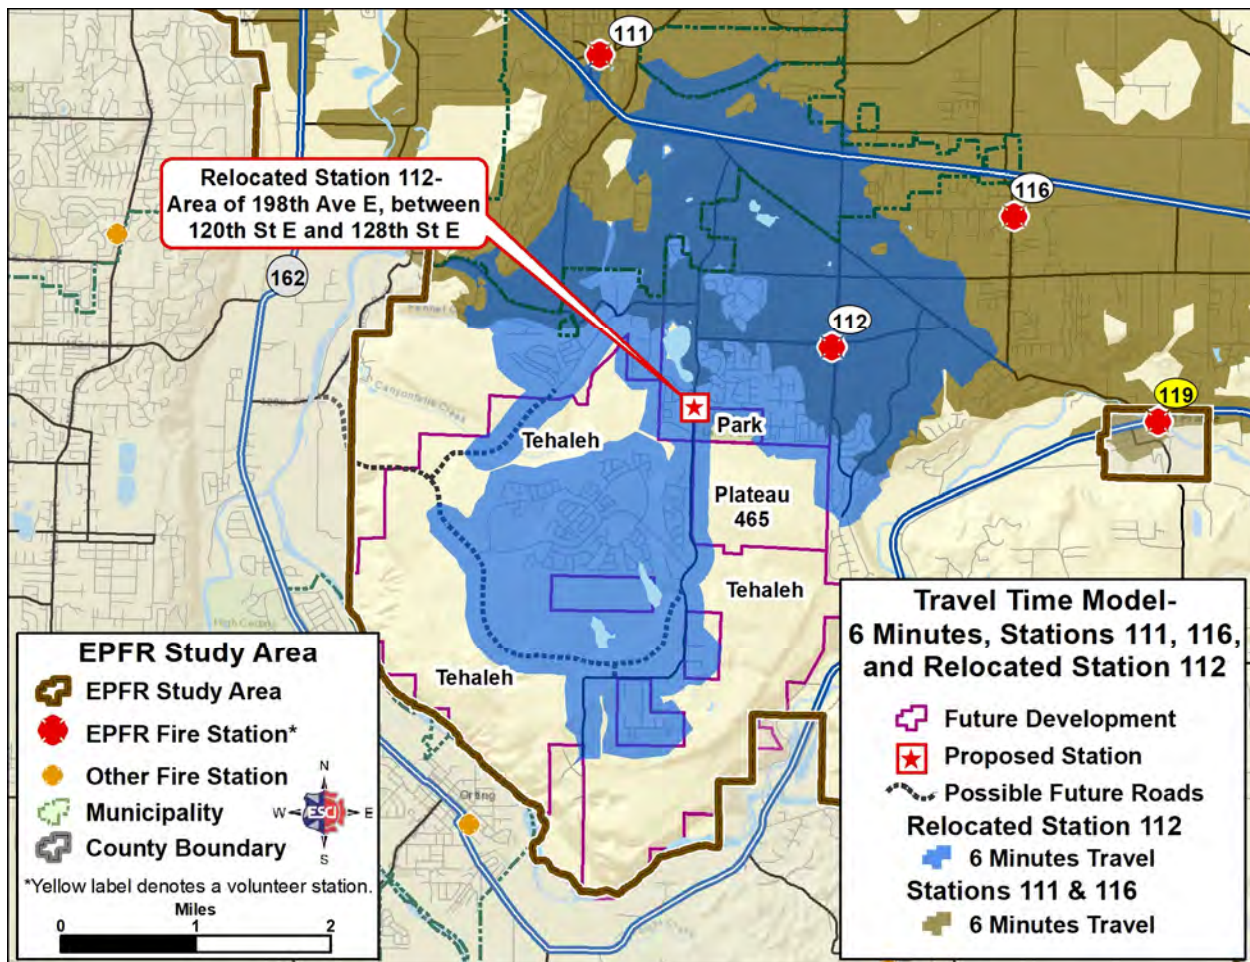 111
Relocated Station 112-
Area of 198th Ave E, between
120th St E and 128th St E
116
162
112
119
Tehaleh
Park
Plateau
465
Tehaleh
Tehaleh
Orting
EPFR Study Area
EPFR Study Area
EPFR Fire Station*
Other Fire Station
Municipality
County Boundary
*Yellow label denotes a volunteer station.
Miles
0 1 2
N
W ESCi E
S
Travel Time Model-
6 Minutes, Stations 111, 116,
and Relocated Station 112
Future Development
Proposed Station
Possible Future Roads
Relocated Station 112
6 Minutes Travel
Stations 111 & 116
6 Minutes Travel